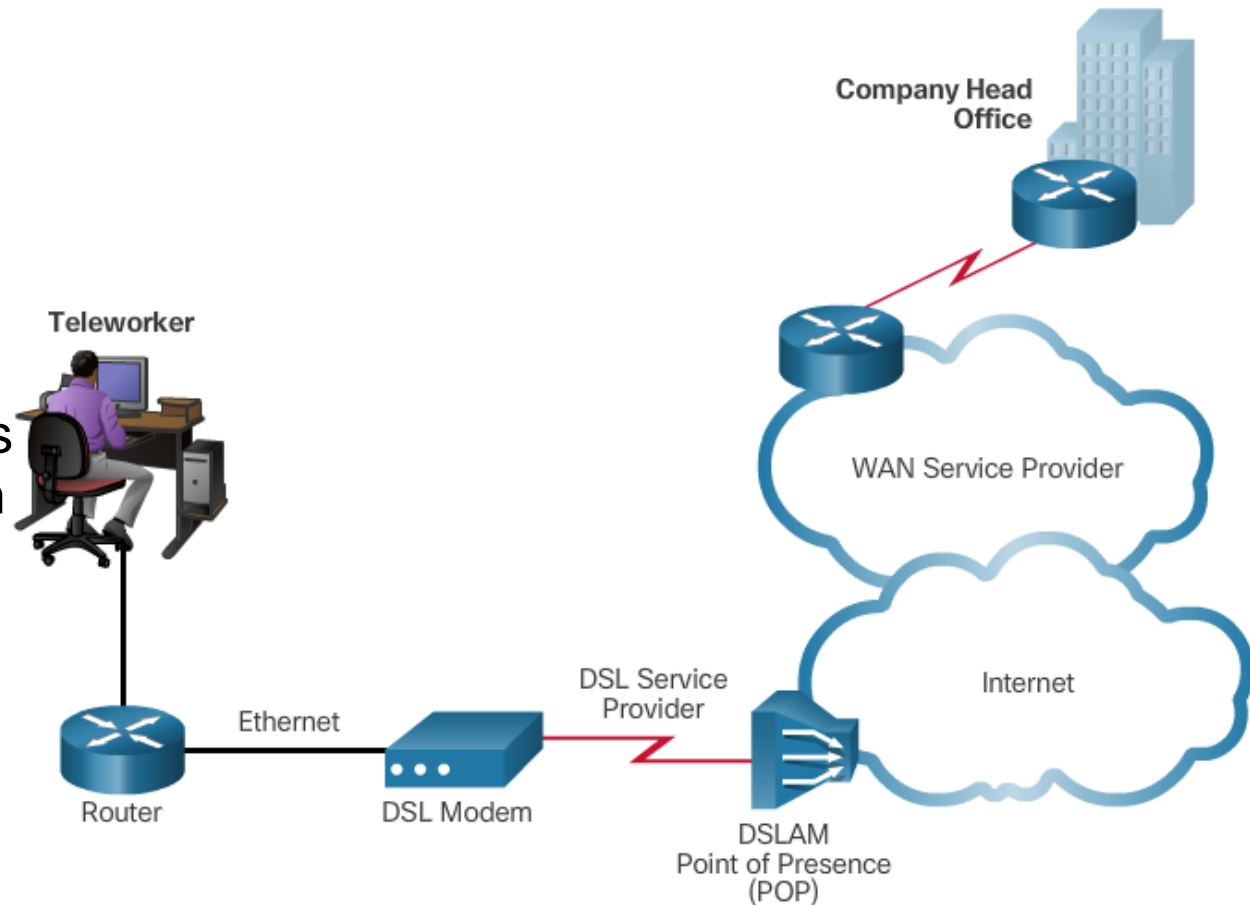 Company Head
Office
Teleworker
s
WAN Service Provider
DSL Service
Provider
Internet
Ethernet
Router
DSL Modem
DSLAM
Point of Presence
(POP)